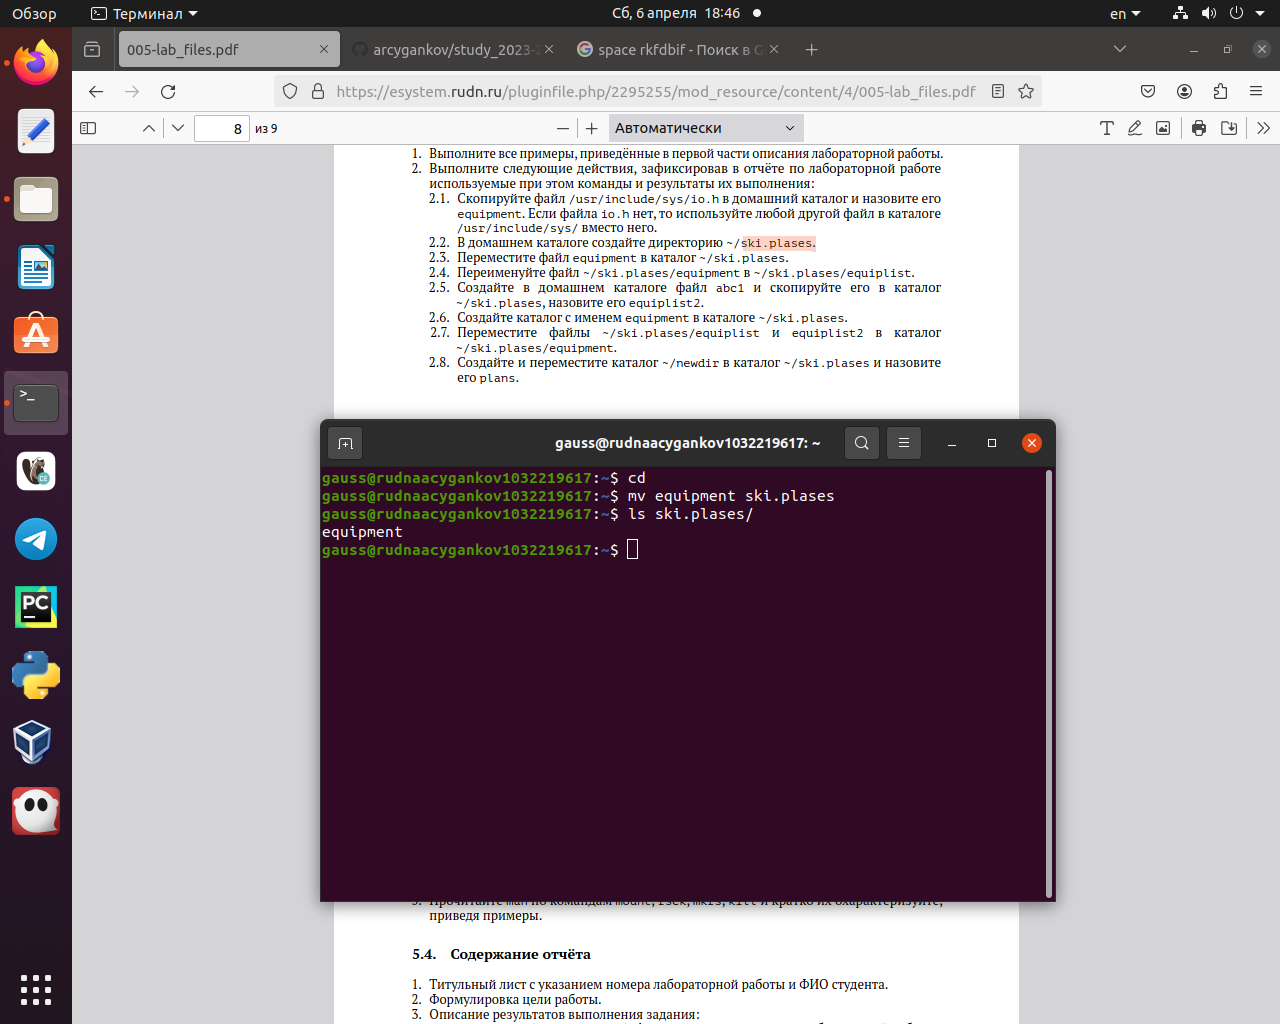 Обзор
Терминал
Сб, 6 апреля 18:46
en
005-lab_files.pdf
arcygankov/study_2023-2
space rkfdbif - Поиск в G
https://esystem.rudn.ru/pluginfile.php/2295255/mod_resource/content/4/005-lab_files.pdf
8 из 9
Автоматически
1. Выполните все примеры, приведённые в первой части описания лабораторной работы.
2. Выполните следующие действия, зафиксировав в отчёте по лабораторной работе
используемые при этом команды и результаты их выполнения:
2.1. Скопируйте файл /usr/include/sys/io.h в домашний каталог и назовите его
equipment. Если файла io.h нет, то используйте любой другой файл в каталоге
/usr/include/sys/ вместо него.
2.2. В домашнем каталоге создайте директорию ~/ski.plases.
2.3. Переместите файл equipment в каталог ~/ski.plases.
2.4. Переименуйте файл ~/ski.plases/equipment в ~/ski.plases/equiplist.
2.5. Создайте в домашнем каталоге файл abc1 и скопируйте его в каталог
~/ski.plases, назовите его equiplist2.
2.6. Создайте каталог с именем equipment в каталоге ~/ski.plases.
2.7. Переместите файлы ~/ski.plases/equiplist и equiplist2 в каталог
~/ski.plases/equipment.
2.8. Создайте и переместите каталог ~/newdir в каталог ~/ski.plases и назовите
его plans.
gauss@rudnaacygankov1032219617: ~
gauss@rudnaacygankov1032219617:~$ cd
gauss@rudnaacygankov1032219617:~$ mv equipment ski.plases
gauss@rudnaacygankov1032219617:~$ ls ski.plases/
equipment
gauss@rudnaacygankov1032219617:~$
>_
PC
CE
приведя примеры.
5.4. Содержание отчёта
1. Титульный лист с указанием номера лабораторной работы и ФИО студента.
2. Формулировка цели работы.
3. Описание результатов выполнения задания: